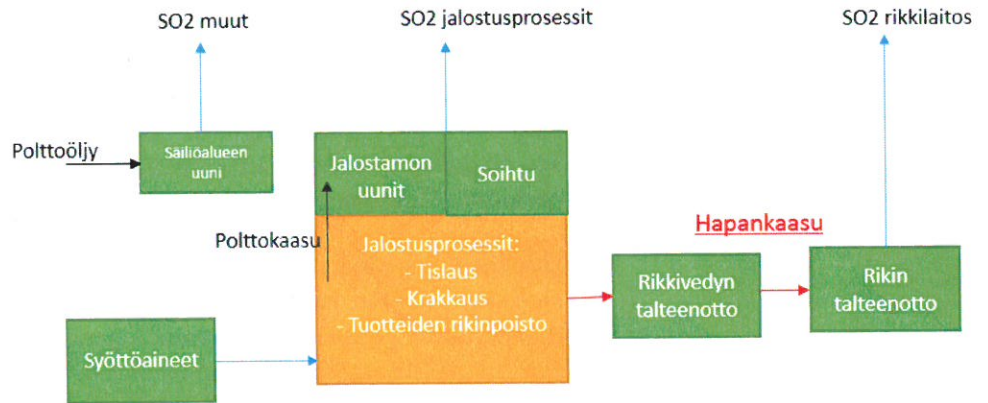 SO2 muut
SO2 jalostusprosessit
SO2 rikkilaitos
Polttoöljy
Säiliöalueen
uuni
Jalostamon
uunit
Soihtu
Polttokaasu
Jalostusprosessit:
- Tislaus
- Krakkaus
- Tuotteiden rikinpoisto
Hapankaasu
Rikkivedyn
talteenotto
Rikin
talteenotto
Syöttöaineet